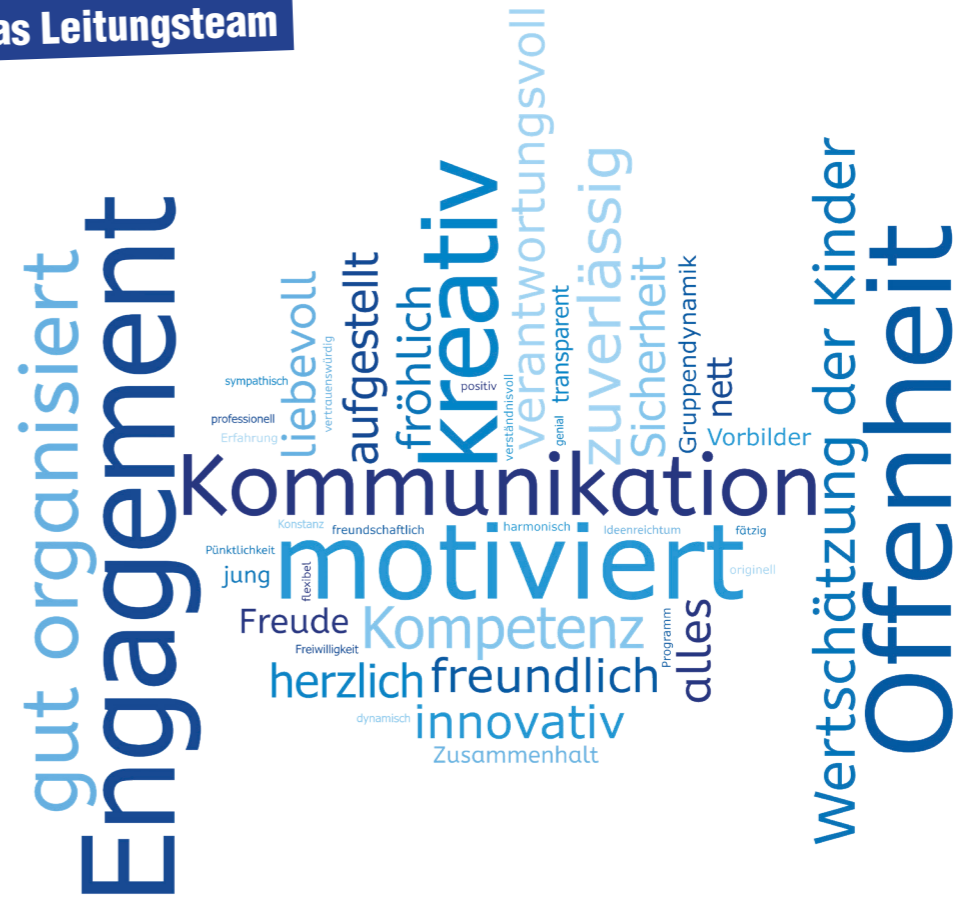 as Leitungsteam
gut organisiert
Engagement
sympathisch
professionell
Erfahrung
liebevoll
vertrauenswürdig
aufgestellt
fröhlich
kreativ
positiv
verständnisvoll
verantwortungsvoll
genial
transparent
zuverlässig
Sicherheit
Gruppendynamik
nett
Vorbilder
Wertschätzung der Kinder
Offenheit
Kommunikation
Konstanz
freundschaftlich
harmonisch
Ideenreichtum
fätzig
Pünktlichkeit
jung
flexibel
motiviert
originell
Freude
Kompetenz
Programm
alles
Freiwilligkeit
herzlich
freundlich
dynamisch
innovativ
Zusammenhalt